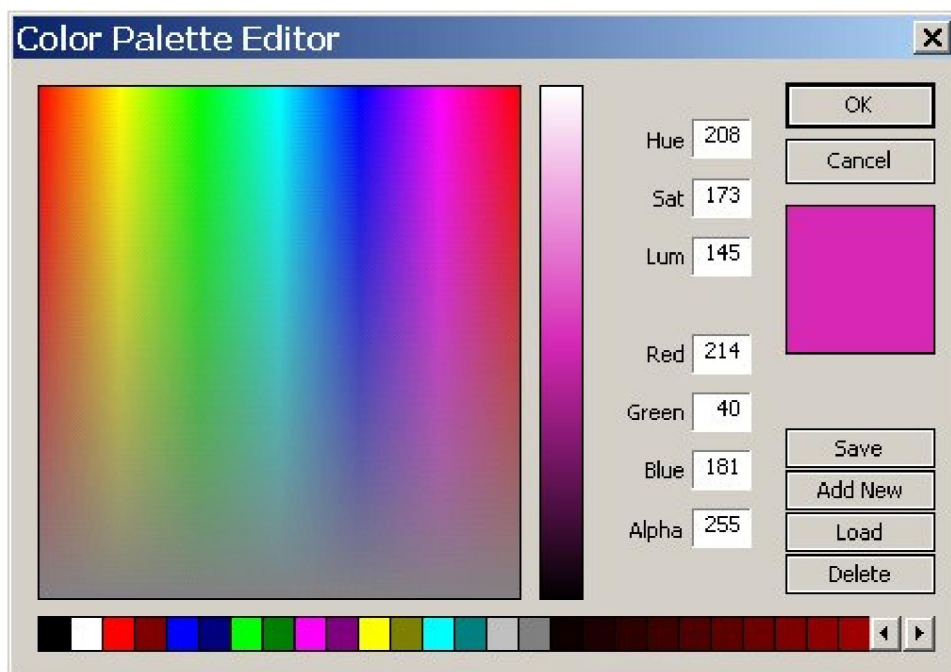 Color Palette Editor
OK
Hue 208
Cancel
Sat 173
Lum 145
Red 214
Green 40
Save
Blue 181
Add New
Alpha 255
Load
Delete